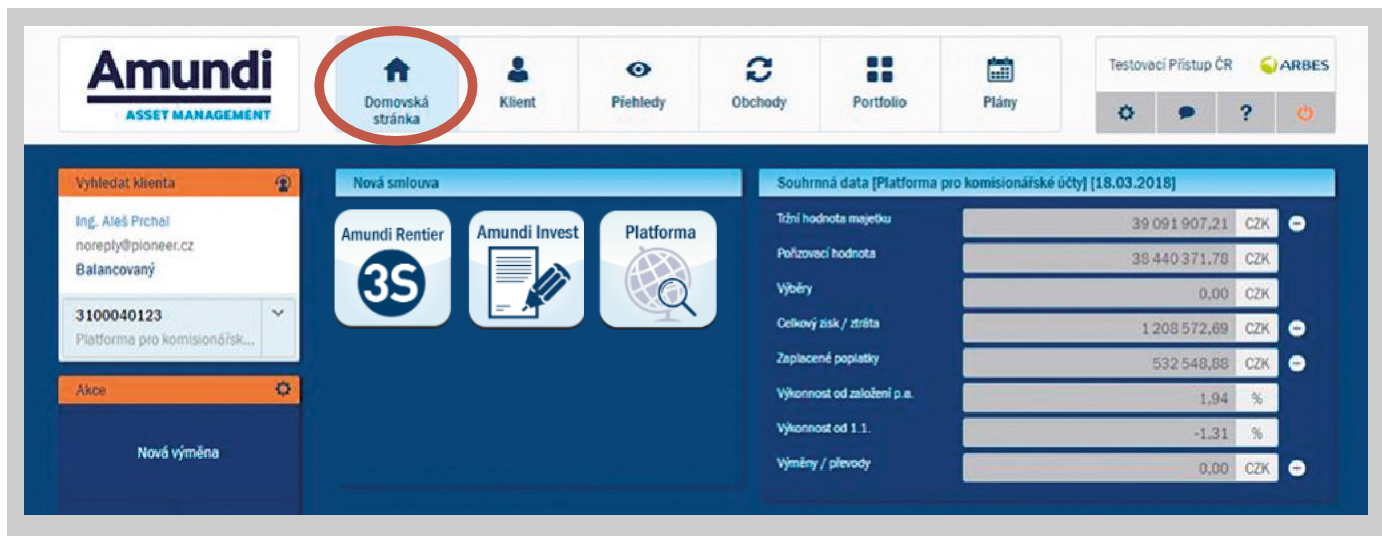 Amundi
ASSET MANAGEMENT
Domovská
stránka
Klient
Přehledy
Obchody
Portfolio
Plány
Testovací Přístup ČR
ARBES
?
Vyhledat klienta
Ing. Aleš Prchal
noreply@pioneer.cz
Balancovaný
3100040123
Platforma pro komisionářsk...
Akce
Nová výměna
Nová smlouva
Amundi Rentier
3S
Amundi Invest
Platforma
Souhrnná data [Platforma pro komisionářské účty] [18.03.2018]
Tržní hodnota majetku 39 091 907,21 CZK
Pořizovací hodnota 38 440 371,78 CZK
Výběry 0,00 CZK
Celkový zisk / ztráta 1 208 572,69 CZK
Zaplacené poplatky 532 548,88 CZK
Výkonnost od založení p.a. 1,94 %
Výkonnost od 1.1. -1,31 %
Výměny / převody 0,00 CZK